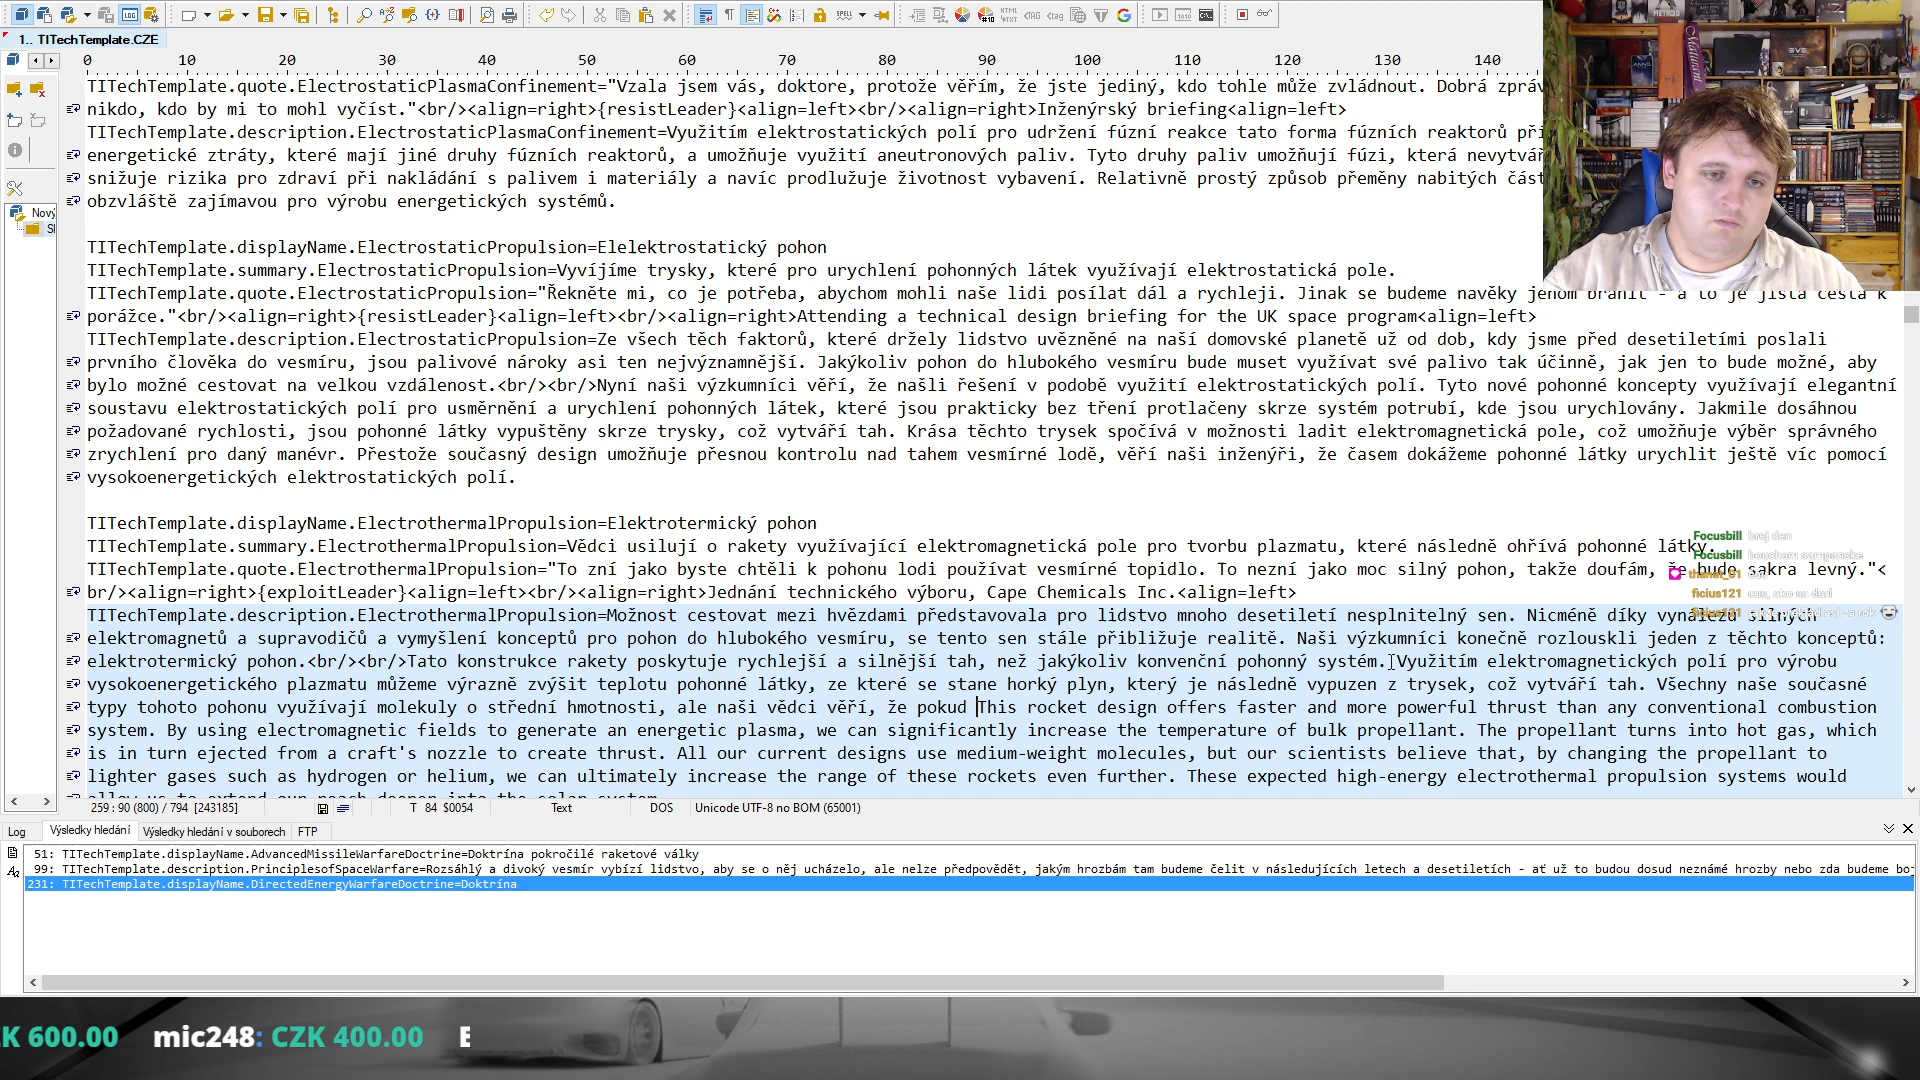 1.. TITechTemplate.CZE
0 10 20 30 40 50 60 70 80 90 100 110 120 130 140
TITechTemplate.quote.ElectrostaticPlasmaConfinement="Vzala jsem vás, doktore, protože věřím, že jste jediný, kdo tohle může zvládnout. Dobrá zpráv
nikdo, kdo by mi to mohl vyčíst."<br/><align=right>{resistLeader}<align=left><br/><align=right>Inženýrský briefing<align=left>
TITechTemplate.description.ElectrostaticPlasmaConfinement=Využitím elektrostatických polí pro udržení fúzní reakce tato forma fúzních reaktorů pří
energetické ztráty, které mají jiné druhy fúzních reaktorů, a umožňuje využití aneutronových paliv. Tyto druhy paliv umožňují fúzi, která nevytvář
snižuje rizika pro zdraví při nakládání s palivem i materiály a navíc prodlužuje životnost vybavení. Relativně prostý způsob přeměny nabitých část
obzvláště zajímavou pro výrobu energetických systémů.
TITechTemplate.displayName.ElectrostaticPropulsion=Elelektrostatický pohon
TITechTemplate.summary.ElectrostaticPropulsion=Vyvíjíme trysky, které pro urychlení pohonných látek využívají elektrostatická pole.
TITechTemplate.quote.ElectrostaticPropulsion="Řekněte mi, co je potřeba, abychom mohli naše lidi posílat dál a rychleji. Jinak se budeme navěky jenom bránit - a to je jistá cesta k
porážce."<br/><align=right>{resistLeader}<align=left><br/><align=right>Attending a technical design briefing for the UK space program<align=left>
TITechTemplate.description.ElectrostaticPropulsion=Ze všech těch faktorů, které držely lidstvo uvězněné na naší domovské planetě už od dob, kdy jsme před desetiletími poslali
prvního člověka do vesmíru, jsou palivové nároky asi ten nejvýznamnější. Jakýkoliv pohon do hlubokého vesmíru bude muset využívat své palivo tak účinně, jak jen to bude možné, aby
bylo možné cestovat na velkou vzdálenost.<br/><br/>Nyní naši výzkumníci věří, že našli řešení v podobě využití elektrostatických polí. Tyto nové pohonné koncepty využívají elegantní
soustavu elektrostatických polí pro usměrnění a urychlení pohonných látek, které jsou prakticky bez tření protlačeny skrze systém potrubí, kde jsou urychlovány. Jakmile dosáhnou
požadované rychlosti, jsou pohonné látky vypuštěny skrze trysky, což vytváří tah. Krása těchto trysek spočívá v možnosti ladit elektromagnetická pole, což umožňuje výběr správného
zrychlení pro daný manévr. Přestože současný design umožňuje přesnou kontrolu nad tahem vesmírné lodě, věří naši inženýři, že časem dokážeme pohonné látky urychlit ještě víc pomocí
vysokoenergetických elektrostatických polí.
TITechTemplate.displayName.ElectrothermalPropulsion=Elektrotermický pohon
TITechTemplate.summary.ElectrothermalPropulsion=Vědci usilují o rakety využívající elektromagnetická pole pro tvorbu plazmatu, které následně ohřívá pohonné látky.
TITechTemplate.quote.ElectrothermalPropulsion="To zní jako byste chtěli k pohonu lodi používat vesmírné topidlo. To nezní jako moc silný pohon, takže doufám, že bude sakra levný."<
br/><align=right>{exploitLeader}<align=left><br/><align=right>Jednání technického výboru, Cape Chemicals Inc.<align=left>
TITechTemplate.description.ElectrothermalPropulsion=Možnost cestovat mezi hvězdami představovala pro lidstvo mnoho desetiletí nesplnitelný sen. Nicméně díky vynálezu silných
elektromagnetů a supravodičů a vymyšlení konceptů pro pohon do hlubokého vesmíru, se tento sen stále přibližuje realitě. Naši výzkumníci konečně rozlouskli jeden z těchto konceptů:
elektrotermický pohon.<br/><br/>Tato konstrukce rakety poskytuje rychlejší a silnější tah, než jakýkoliv konvenční pohonný systém. Využitím elektromagnetických polí pro výrobu
vysokoenergetického plazmatu můžeme výrazně zvýšit teplotu pohonné látky, ze které se stane horký plyn, který je následně vypuzen z trysek, což vytváří tah. Všechny naše současné
typy tohoto pohonu využívají molekuly o střední hmotnosti, ale naši vědci věří, že pokud This rocket design offers faster and more powerful thrust than any conventional combustion
system. By using electromagnetic fields to generate an energetic plasma, we can significantly increase the temperature of bulk propellant. The propellant turns into hot gas, which
is in turn ejected from a craft's nozzle to create thrust. All our current designs use medium-weight molecules, but our scientists believe that, by changing the propellant to
lighter gases such as hydrogen or helium, we can ultimately increase the range of these rockets even further. These expected high-energy electrothermal propulsion systems would
allow us to extend our reach deeper into the solar system.
Nový
Focusbill hrej den
Focusbill
ficius121
ficius121
259 : 90 (800) / 794 [243185] T 84 $0054 Text DOS Unicode UTF-8 no BOM (65001)
Log Výsledky hledání Výsledky hledání v souborech FTP
51: TITechTemplate.displayName.AdvancedMissileWarfareDoctrine=Doktrína pokročilé raketové války
99: TITechTemplate.description.PrinciplesofSpaceWarfare=Rozsáhlý a divoký vesmír vybízí lidstvo, aby se o něj ucházelo, ale nelze předpovědět, jakým hrozbám tam budeme čelit v následujících letech a desetiletích - ať už to budou dosud neznámé hrozby nebo zda budeme bo
231: TITechTemplate.displayName.DirectedEnergyWarfareDoctrine=Doktrína
K 600.00 mic248: CZK 400.00 E